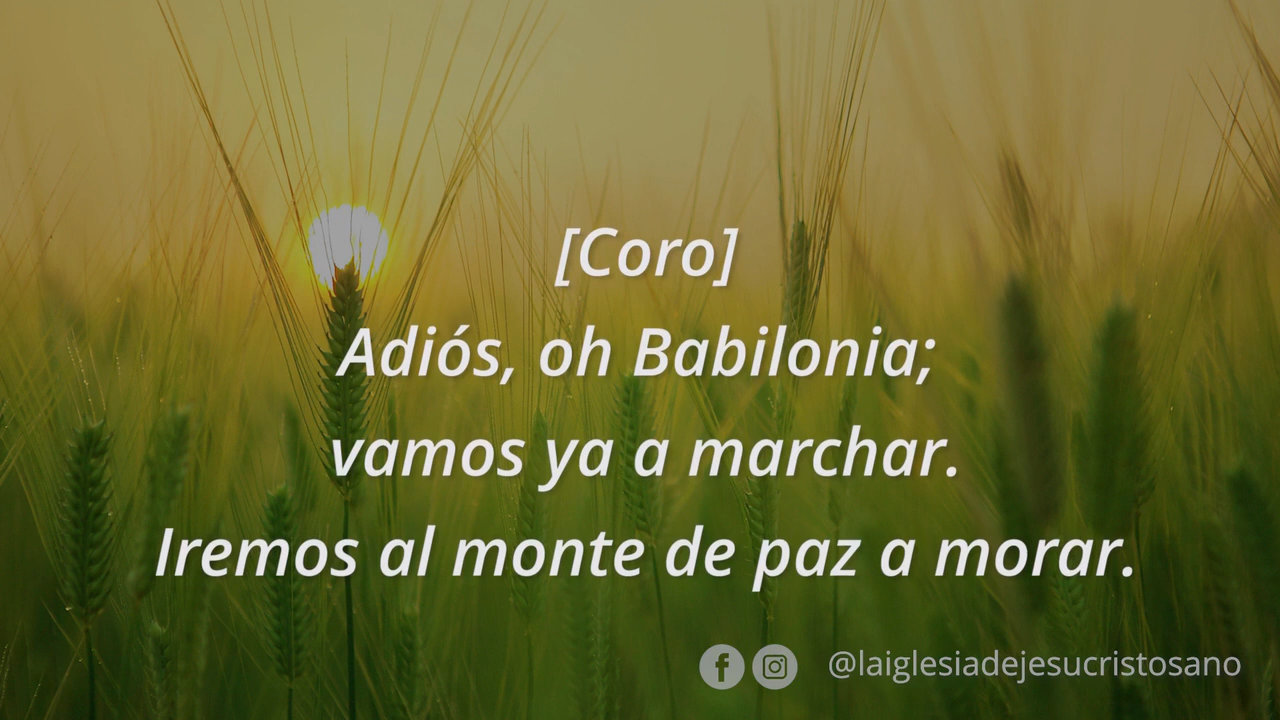 [Coro]
Adiós, oh Babilonia;
vamos ya a marchar.
Iremos al monte de paz a morar.
@laiglesiadejesucristosano